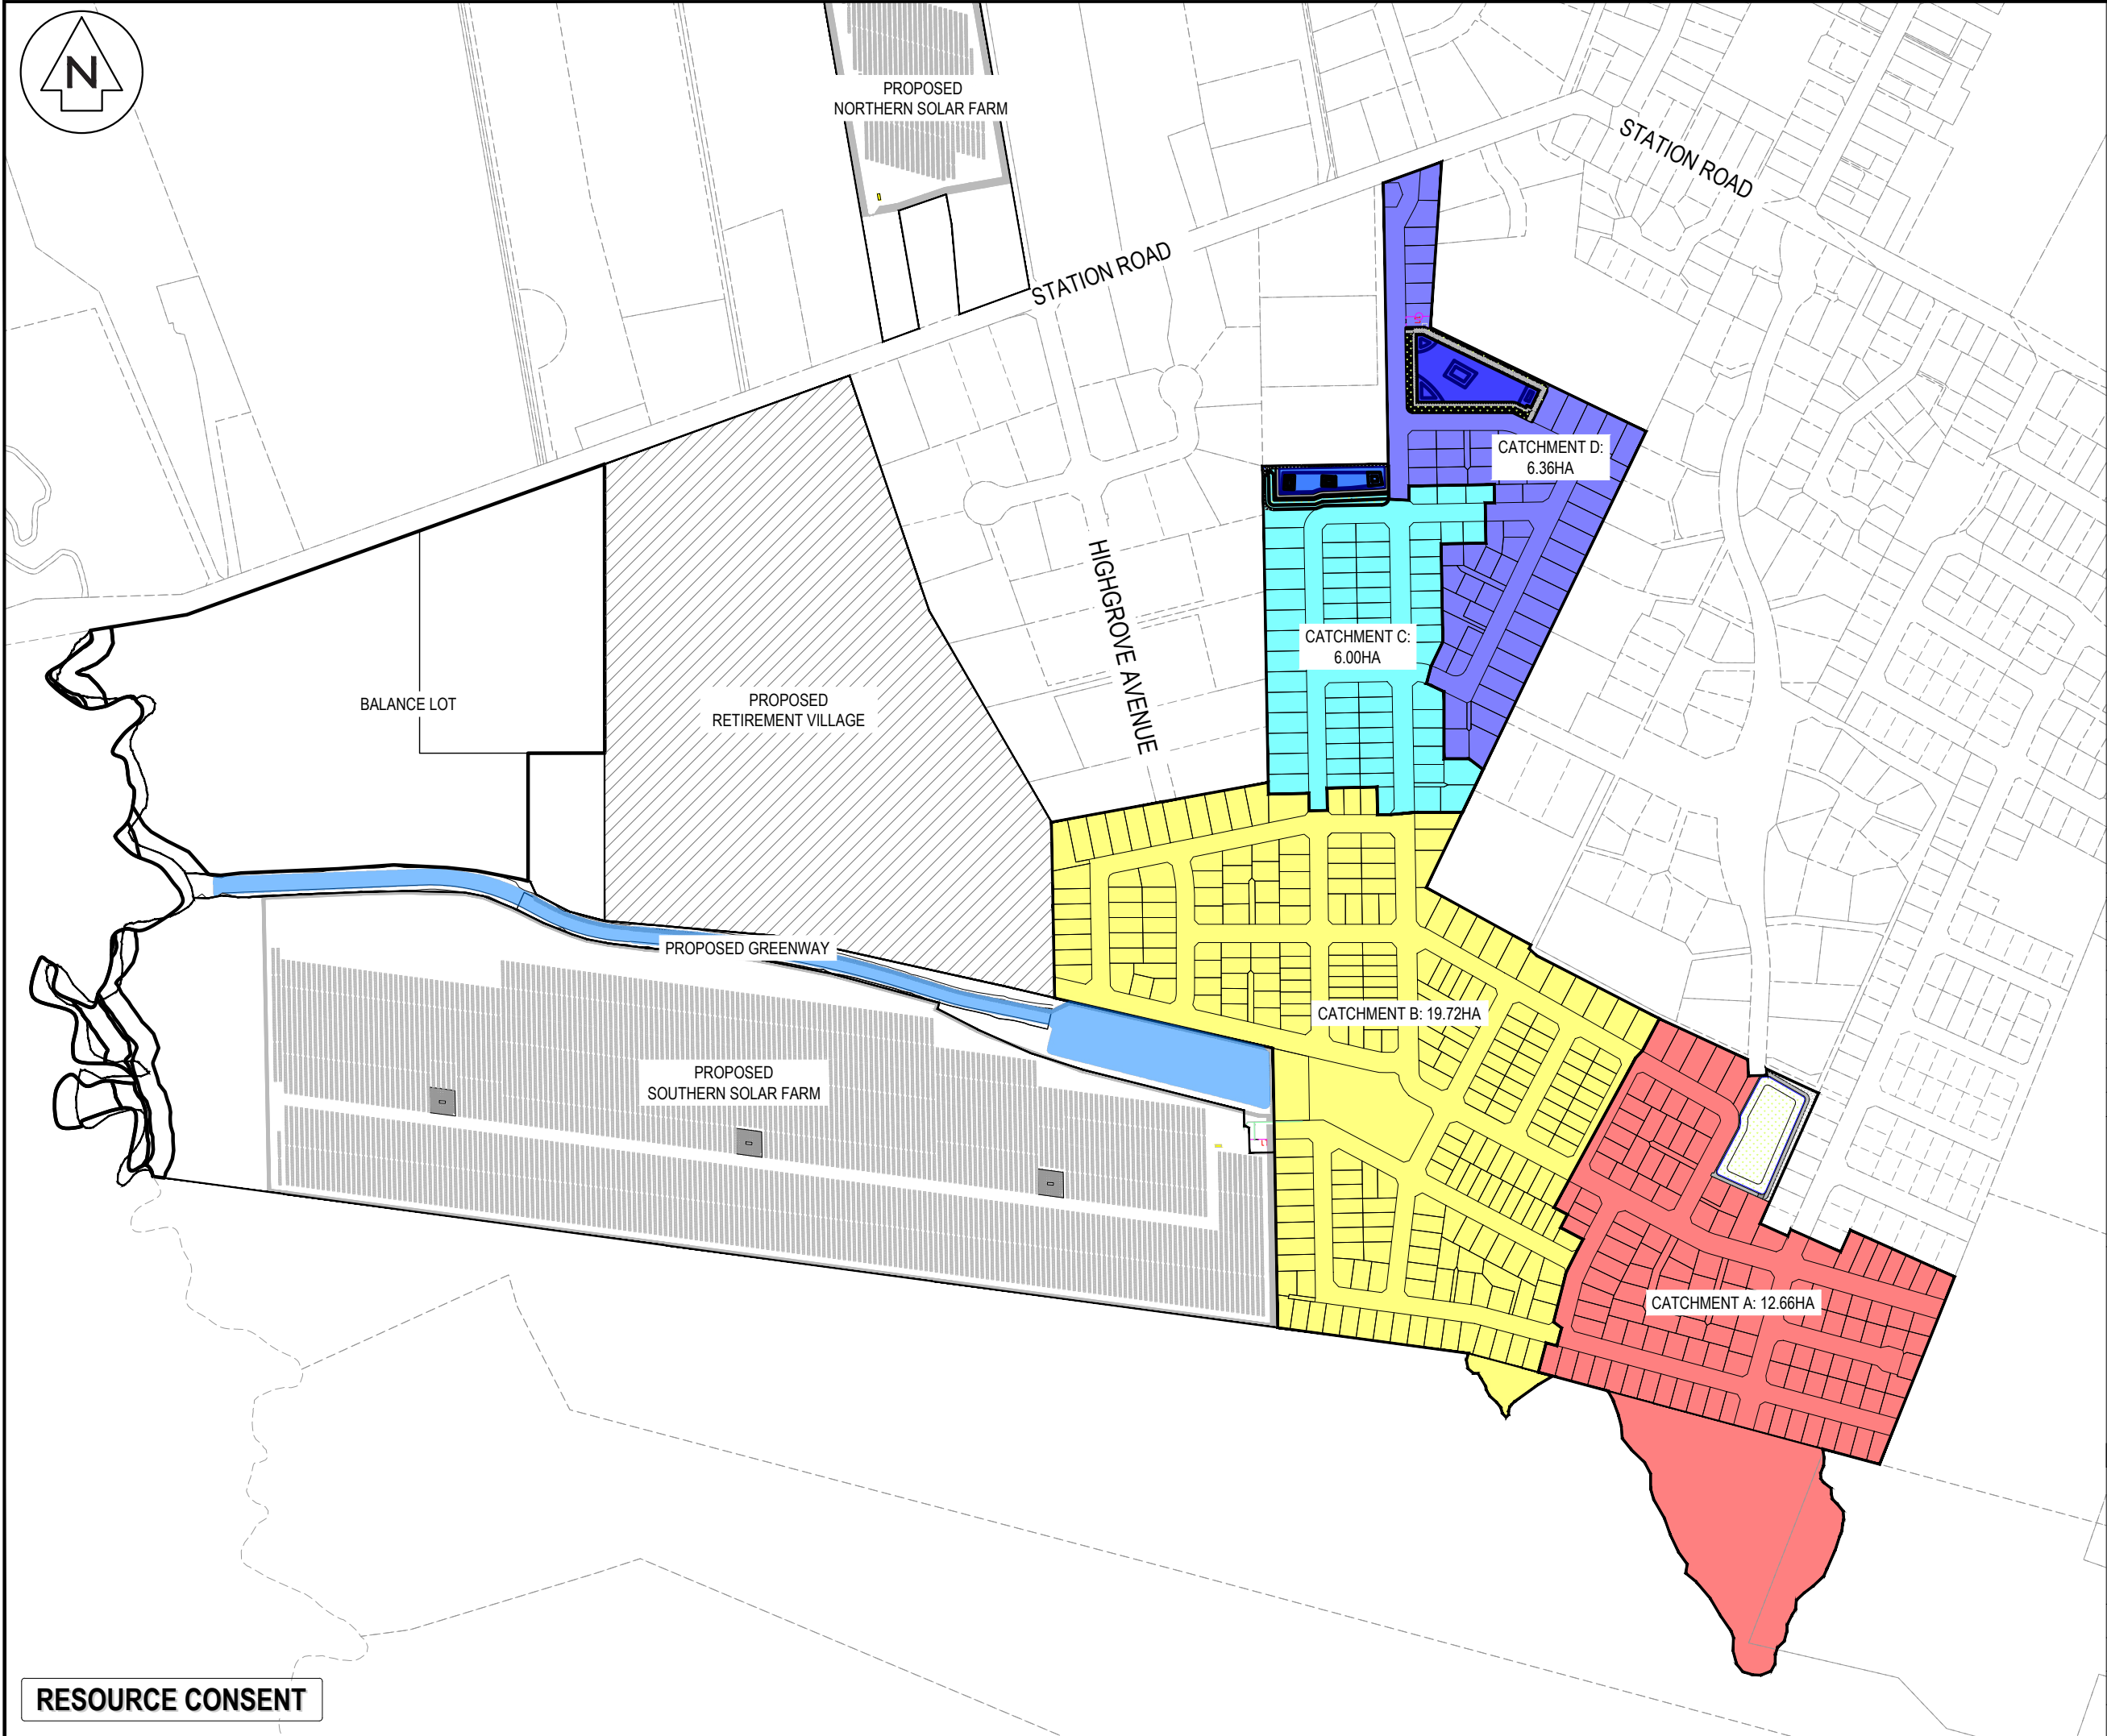 N
PROPOSED
NORTHERN SOLAR FARM
STATION ROAD
STATION ROAD
CATCHMENT D:
6.36HA
HIGHGROVE AVENUE
CATCHMENT C:
6.00HA
BALANCE LOT
PROPOSED
RETIREMENT VILLAGE
PROPOSED GREENWAY
CATCHMENT B: 19.72HA
PROPOSED
SOUTHERN SOLAR FARM
CATCHMENT A: 12.66HA
RESOURCE CONSENT